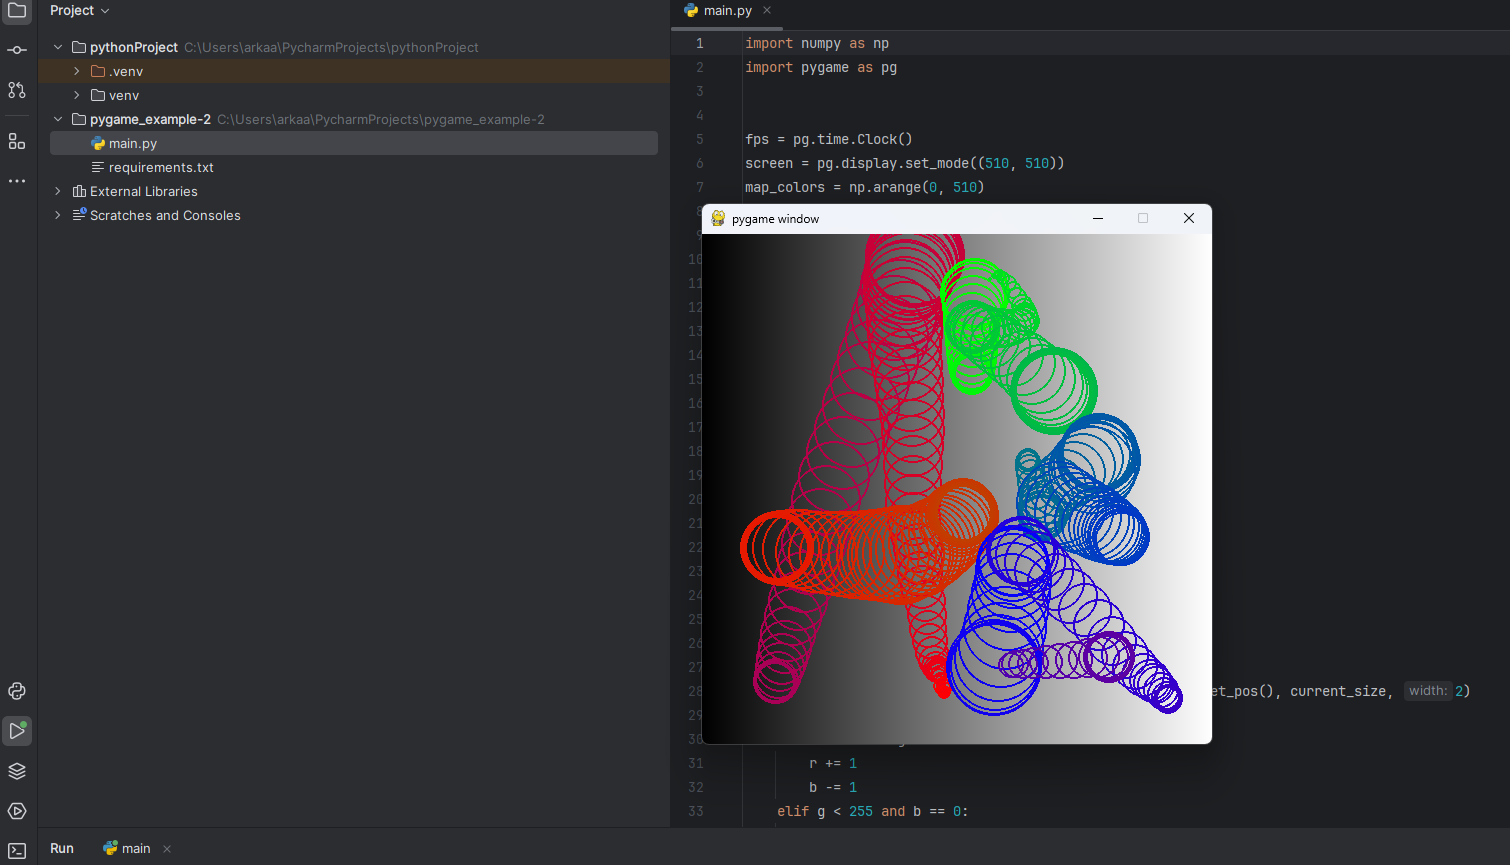 Project
pythonProject C:\Users\arkaa\PycharmProjects\pythonProject
.venv
venv
pygame_example-2 C:\Users\arkaa\PycharmProjects\pygame_example-2
main.py
requirements.txt
External Libraries
Scratches and Consoles
main.py
1 import numpy as np
2 import pygame as pg
3
4
5 fps = pg.time.Clock()
6 screen = pg.display.set_mode((510, 510))
7 map_colors = np.arange(0, 510)
pygame window
10
11
12
13
14
15
16
17
18
19
20
21
22
23
24
25
26
27
28 et_pos(), current_size, width: 2)
29
30
31 r += 1
32 b -= 1
33 elif g < 255 and b == 0:
Run main